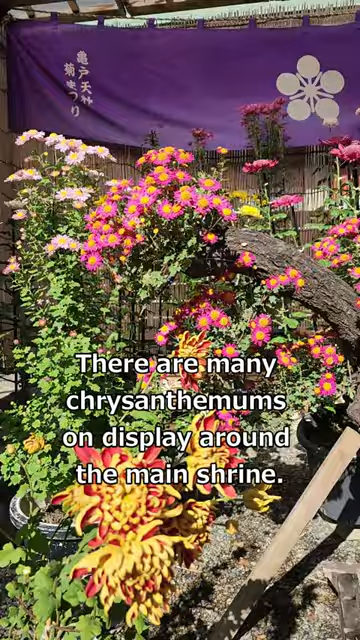 亀戸天神
菊まつり
There are many
chrysanthemums
on display around
the main shrine.